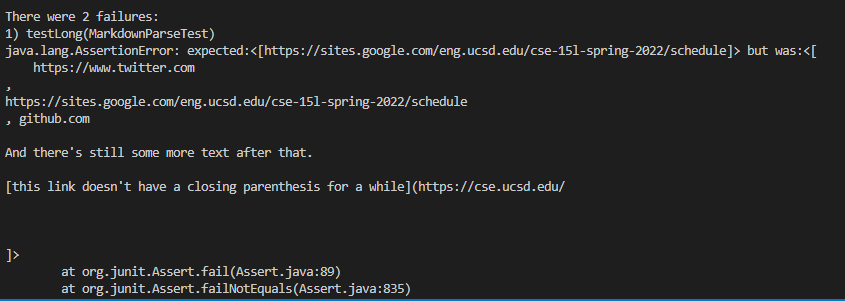 There were 2 failures:
1) testLong(MarkdownParseTest)
java.lang.AssertionError: expected:<[https://sites.google.com/eng.ucsd.edu/cse-15l-spring-2022/schedule]> but was:<[
    https://www.twitter.com
,
https://sites.google.com/eng.ucsd.edu/cse-15l-spring-2022/schedule
, github.com

And there's still some more text after that.

[this link doesn't have a closing parenthesis for a while](https://cse.ucsd.edu/



]>
        at org.junit.Assert.fail(Assert.java:89)
        at org.junit.Assert.failNotEquals(Assert.java:835)